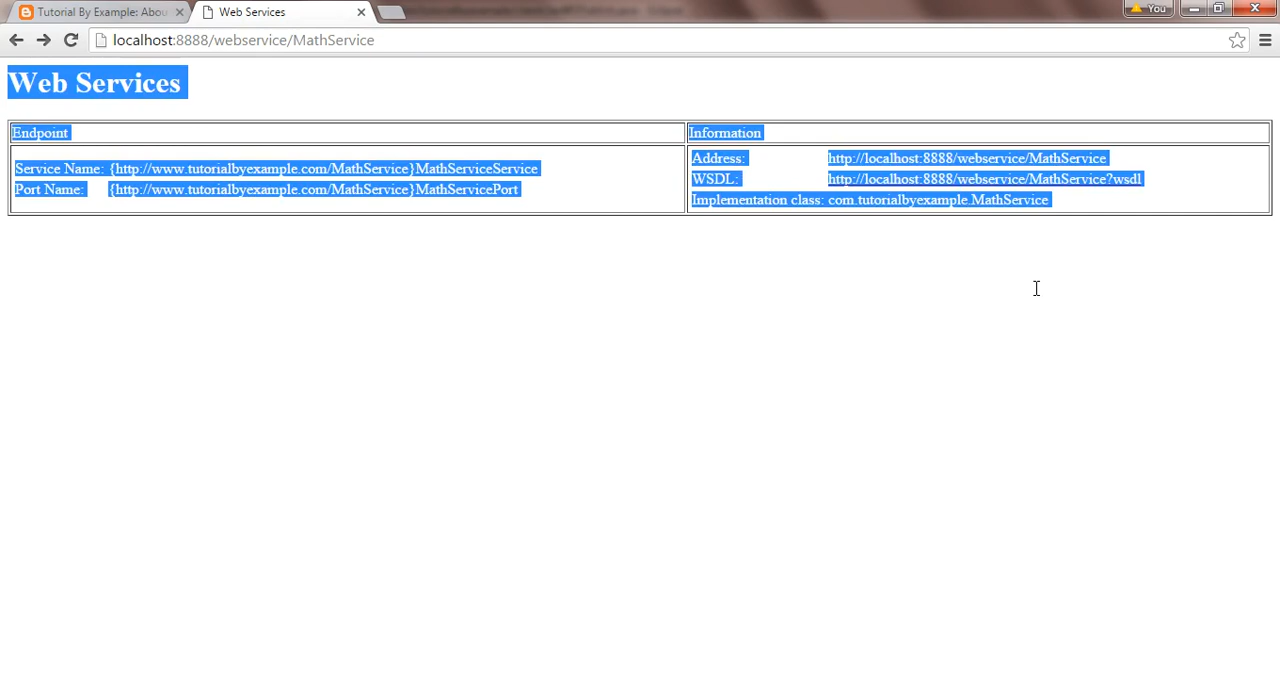 Tutorial By Example: Abou
Web Services
You
localhost:8888/webservice/MathService
Web Services
Endpoint
Information
Service Name: {http://www.tutorialbyexample.com/MathService}MathServiceService
Port Name: {http://www.tutorialbyexample.com/MathService}MathServicePort
Address: http://localhost:8888/webservice/MathService
WSDL: http://localhost:8888/webservice/MathService?wsdl
Implementation class: com.tutorialbyexample.MathService